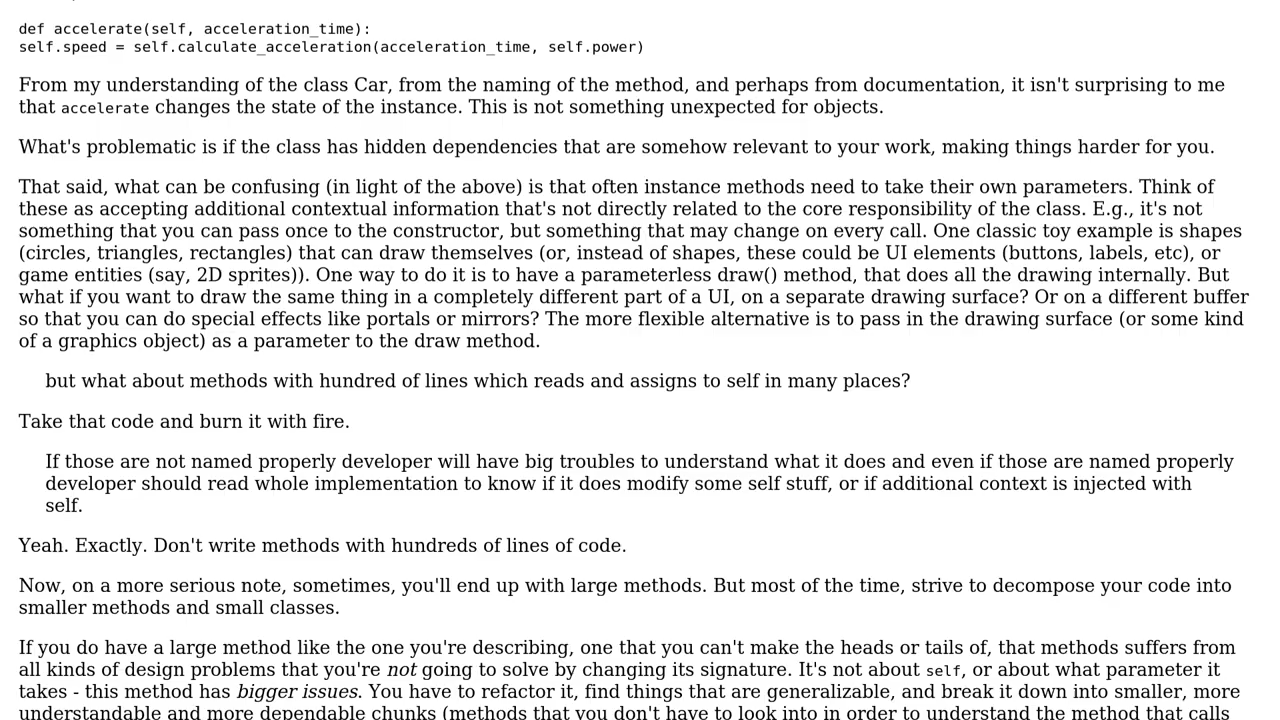 def accelerate(self, acceleration_time):
self.speed = self.calculate_acceleration(acceleration_time, self.power)
From my understanding of the class Car, from the naming of the method, and perhaps from documentation, it isn't surprising to me
that accelerate changes the state of the instance. This is not something unexpected for objects.
What's problematic is if the class has hidden dependencies that are somehow relevant to your work, making things harder for you.
That said, what can be confusing (in light of the above) is that often instance methods need to take their own parameters. Think of
these as accepting additional contextual information that's not directly related to the core responsibility of the class. E.g., it's not
something that you can pass once to the constructor, but something that may change on every call. One classic toy example is shapes
(circles, triangles, rectangles) that can draw themselves (or, instead of shapes, these could be UI elements (buttons, labels, etc), or
game entities (say, 2D sprites)). One way to do it is to have a parameterless draw() method, that does all the drawing internally. But
what if you want to draw the same thing in a completely different part of a UI, on a separate drawing surface? Or on a different buffer
so that you can do special effects like portals or mirrors? The more flexible alternative is to pass in the drawing surface (or some kind
of a graphics object) as a parameter to the draw method.
but what about methods with hundred of lines which reads and assigns to self in many places?
Take that code and burn it with fire.
If those are not named properly developer will have big troubles to understand what it does and even if those are named properly
developer should read whole implementation to know if it does modify some self stuff, or if additional context is injected with
self.
Yeah. Exactly. Don't write methods with hundreds of lines of code.
Now, on a more serious note, sometimes, you'll end up with large methods. But most of the time, strive to decompose your code into
smaller methods and small classes.
If you do have a large method like the one you're describing, one that you can't make the heads or tails of, that methods suffers from
all kinds of design problems that you're not going to solve by changing its signature. It's not about self, or about what parameter it
takes - this method has bigger issues. You have to refactor it, find things that are generalizable, and break it down into smaller, more
understandable and more dependable chunks (methods that you don't have to look into in order to understand the method that calls